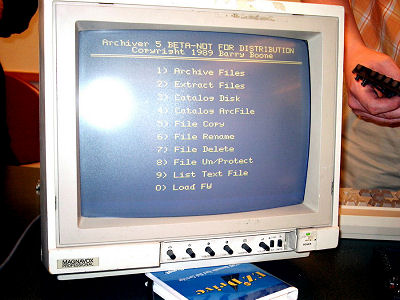 Archiver 5 BETA-NOT FOR DISTRIBUTION
Copyright 1989 Barry Boone
1) Archive Files
2) Extract Files
3) Catalog Disk
4) Catalog ArcFile
5) File Copy
6) File Rename
7) File Delete
8) File Un/Protect
9) List Text File
0) Load FW
MAGNAVOX
PROFESSIONAL
Drive